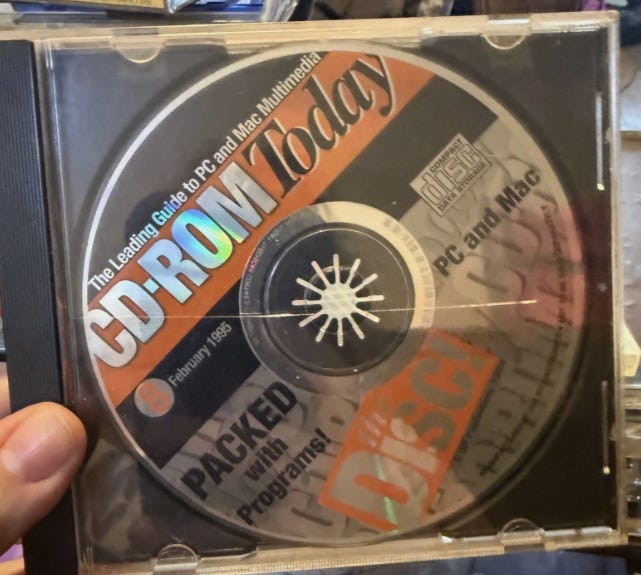 The Leading Guide to PC and Mac Multimedia
CD-ROM Today
February 1995
COMPACT
disc
DATA STORAGE
PC and Mac
PACKED
with
Programs!
the
DISC!